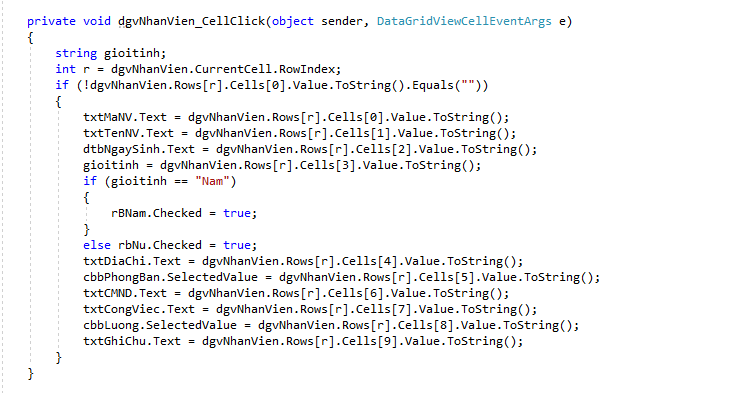 private void dgvNhanVien_CellClick(object sender, DataGridViewCellEventArgs e)
{
string gioitinh;
int r = dgvNhanVien.CurrentCell.RowIndex;
if (!dgvNhanVien.Rows[r].Cells[0].Value.ToString().Equals(""))
{
txtMaNV.Text = dgvNhanVien.Rows[r].Cells[0].Value.ToString();
txtTenNV.Text = dgvNhanVien.Rows[r].Cells[1].Value.ToString();
dtbNgaySinh.Text = dgvNhanVien.Rows[r].Cells[2].Value.ToString();
gioitinh = dgvNhanVien.Rows[r].Cells[3].Value.ToString();
if (gioitinh == "Nam")
{
rBNam.Checked = true;
}
else rbNu.Checked = true;
txtDiaChi.Text = dgvNhanVien.Rows[r].Cells[4].Value.ToString();
cbbPhongBan.SelectedValue = dgvNhanVien.Rows[r].Cells[5].Value.ToString();
txtCMND.Text = dgvNhanVien.Rows[r].Cells[6].Value.ToString();
txtCongViec.Text = dgvNhanVien.Rows[r].Cells[7].Value.ToString();
cbbLuong.SelectedValue = dgvNhanVien.Rows[r].Cells[8].Value.ToString();
txtGhiChu.Text = dgvNhanVien.Rows[r].Cells[9].Value.ToString();
}
}